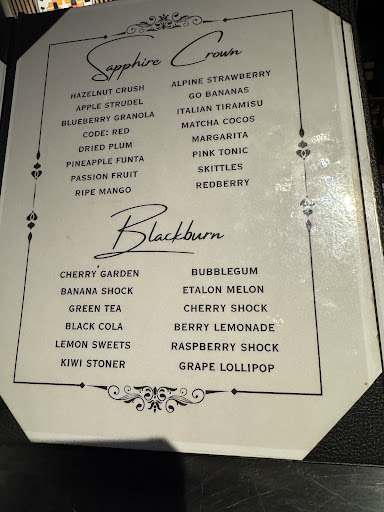 Sapphire Crown
HAZELNUT CRUSH
APPLE STRUDEL
BLUEBERRY GRANOLA
CODE: RED
DRIED PLUM
PINEAPPLE FUNTA
PASSION FRUIT
RIPE MANGO
ALPINE STRAWBERRY
GO BANANAS
ITALIAN TIRAMISU
MATCHA COCOS
MARGARITA
PINK TONIC
SKITTLES
REDBERRY
Blackburn
CHERRY GARDEN
BANANA SHOCK
GREEN TEA
BLACK COLA
LEMON SWEETS
KIWI STONER
BUBBLEGUM
ETALON MELON
CHERRY SHOCK
BERRY LEMONADE
RASPBERRY SHOCK
GRAPE LOLLIPOP